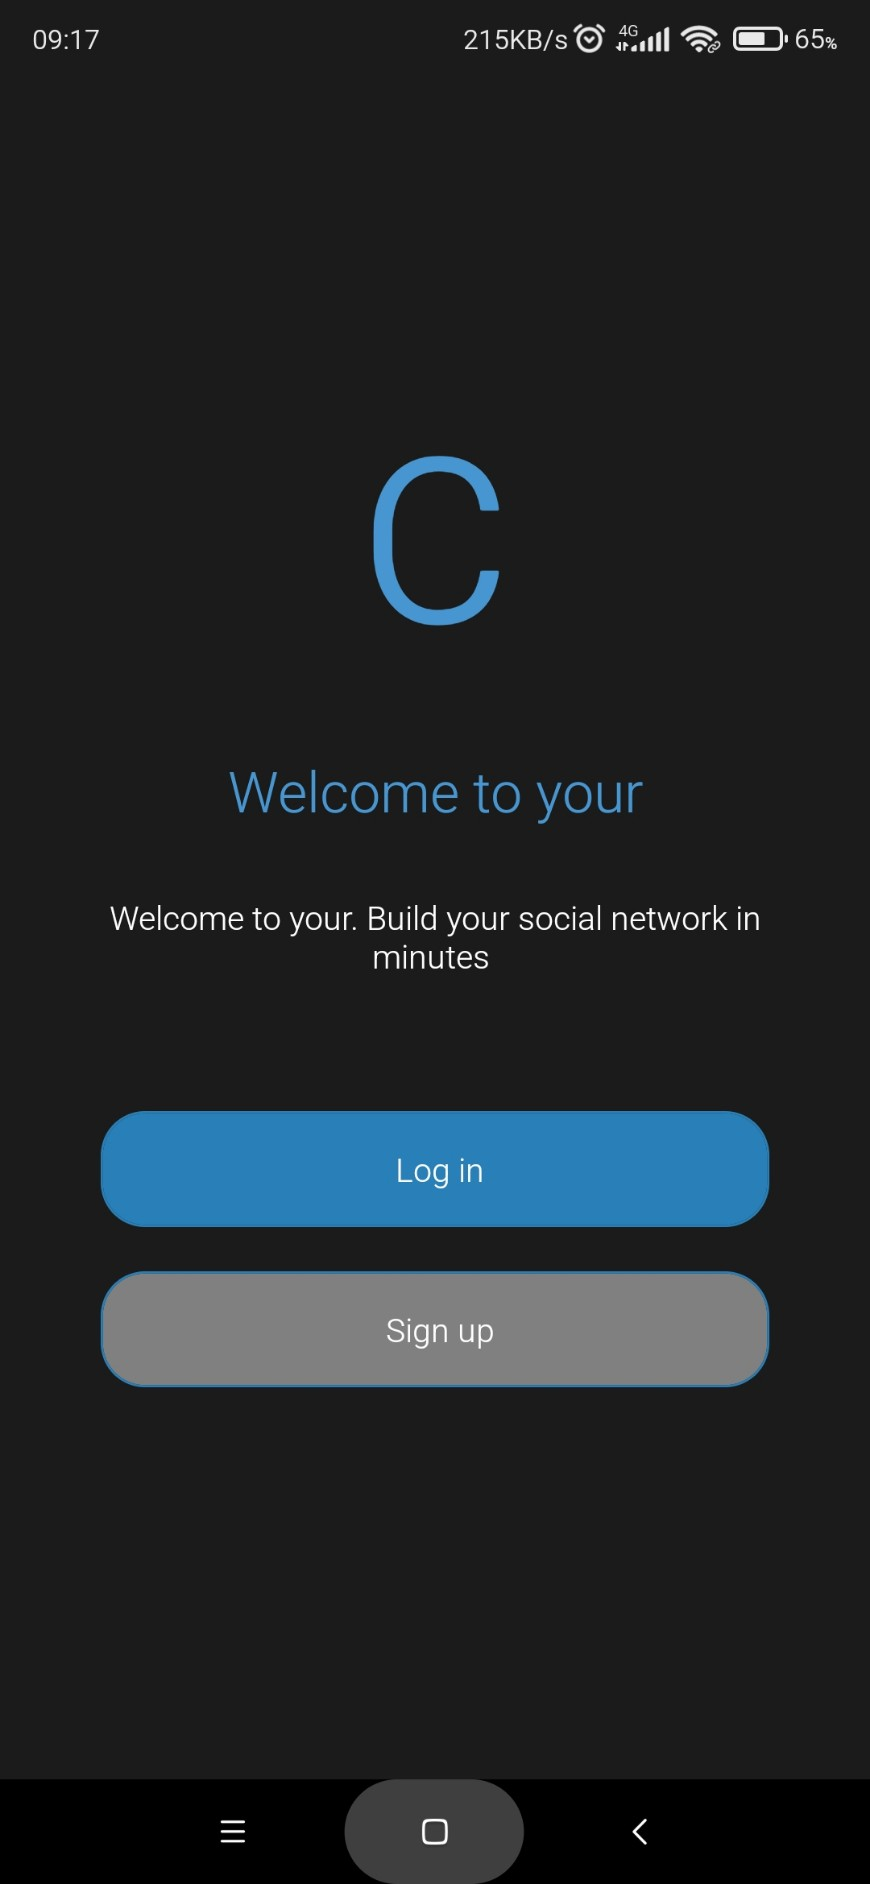 09:17 215KB/s 4G 65%
C
Welcome to your
Welcome to your. Build your social network in
minutes
Log in
Sign up